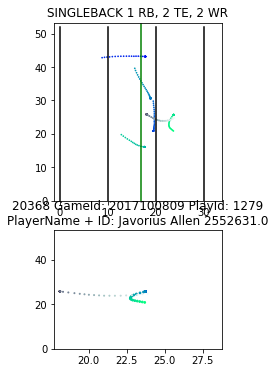 SINGLEBACK 1 RB, 2 TE, 2 WR
50
40
30
20
10
0
0 10 20 30
20368 GameId: 2017100809 PlayId: 1279
PlayerName + ID: Javorius Allen 2552631.0
40
20
0
20.0 22.5 25.0 27.5